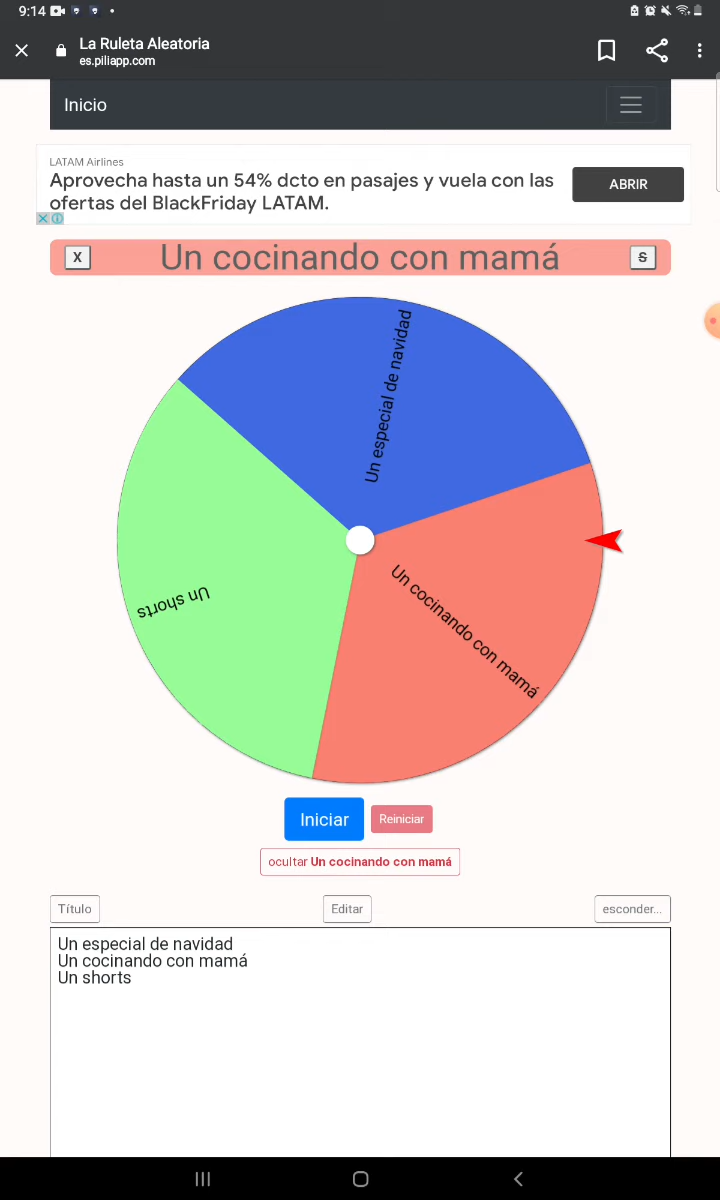 9:14
La Ruleta Aleatoria
es.piliapp.com
Inicio
LATAM Airlines
Aprovecha hasta un 54% dcto en pasajes y vuela con las
ofertas del BlackFriday LATAM.
ABRIR
X
Un cocinando con mamá
S
Un especial de navidad
Un cocinando con mamá
Un shorts
Iniciar
Reiniciar
ocultar Un cocinando con mamá
Título
Editar
esconder...
Un especial de navidad
Un cocinando con mamá
Un shorts